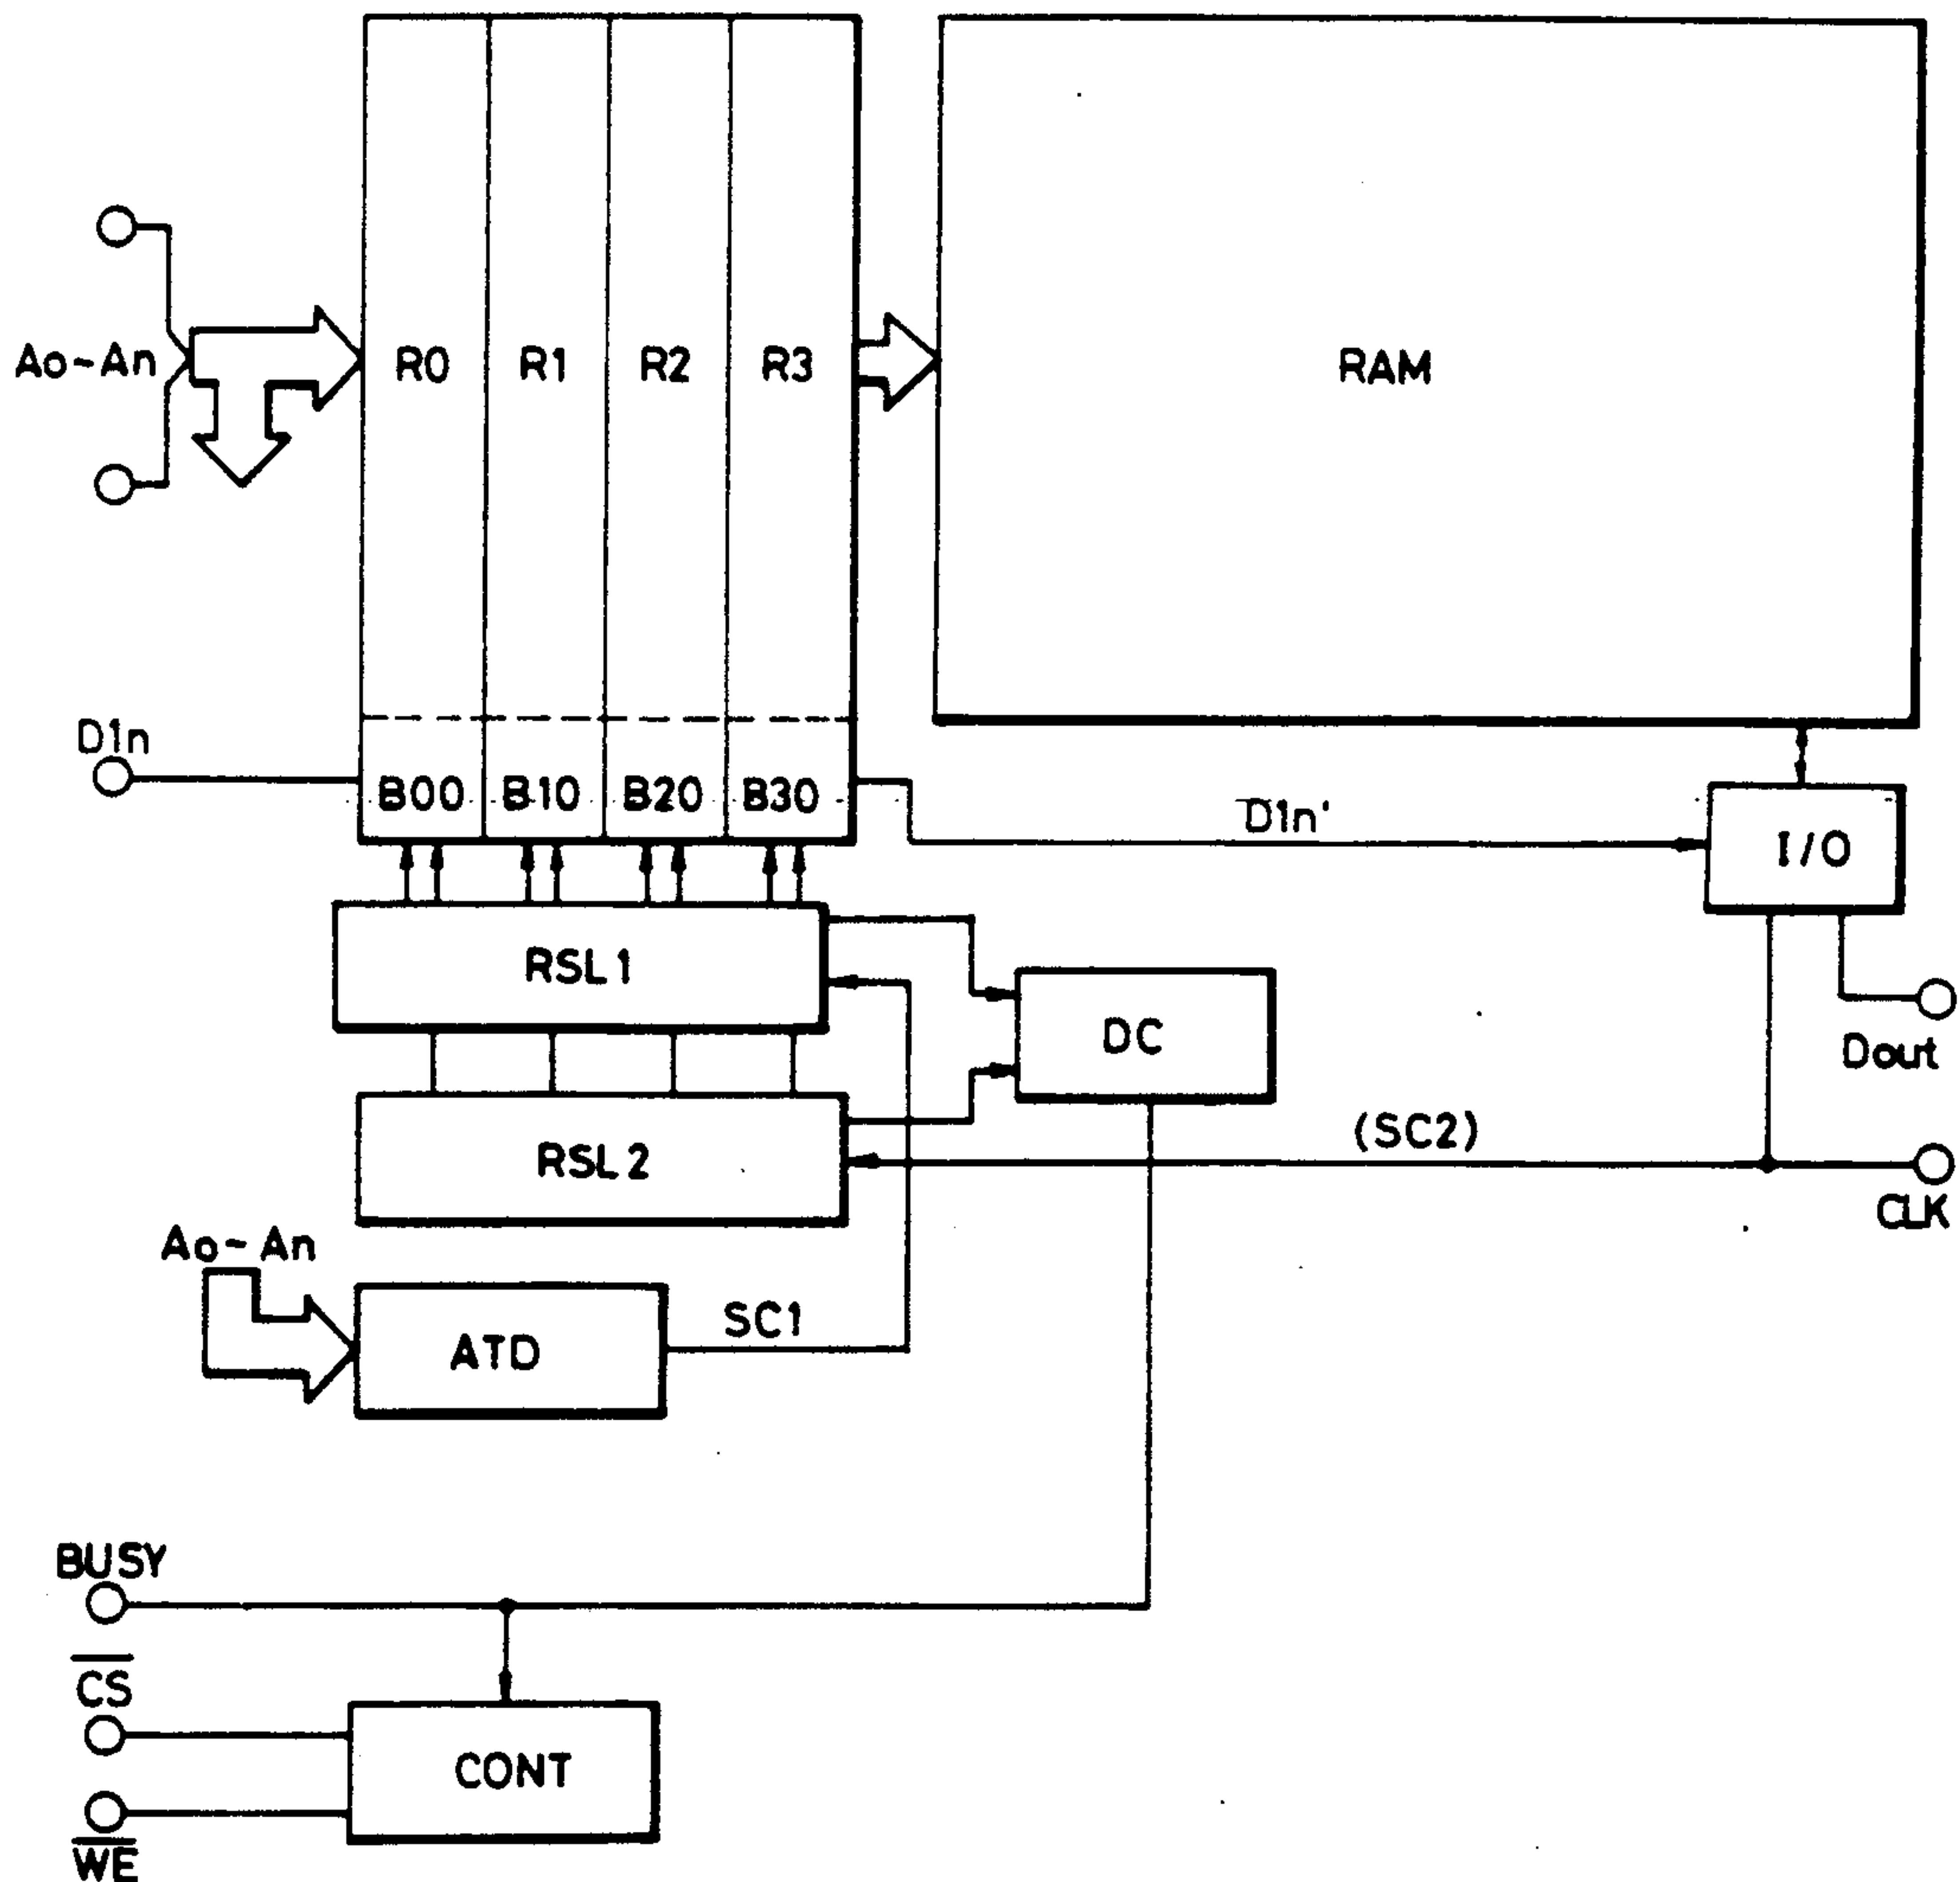 Ao-An
R0 R1 R2 R3
RAM
D1n
B00 B10 B20 B30
D1n'
I/O
RSL1
DC
Dout
RSL2
(SC2)
CLK
Ao-An
ATD
SC1
BUSY
CS
CONT
WE